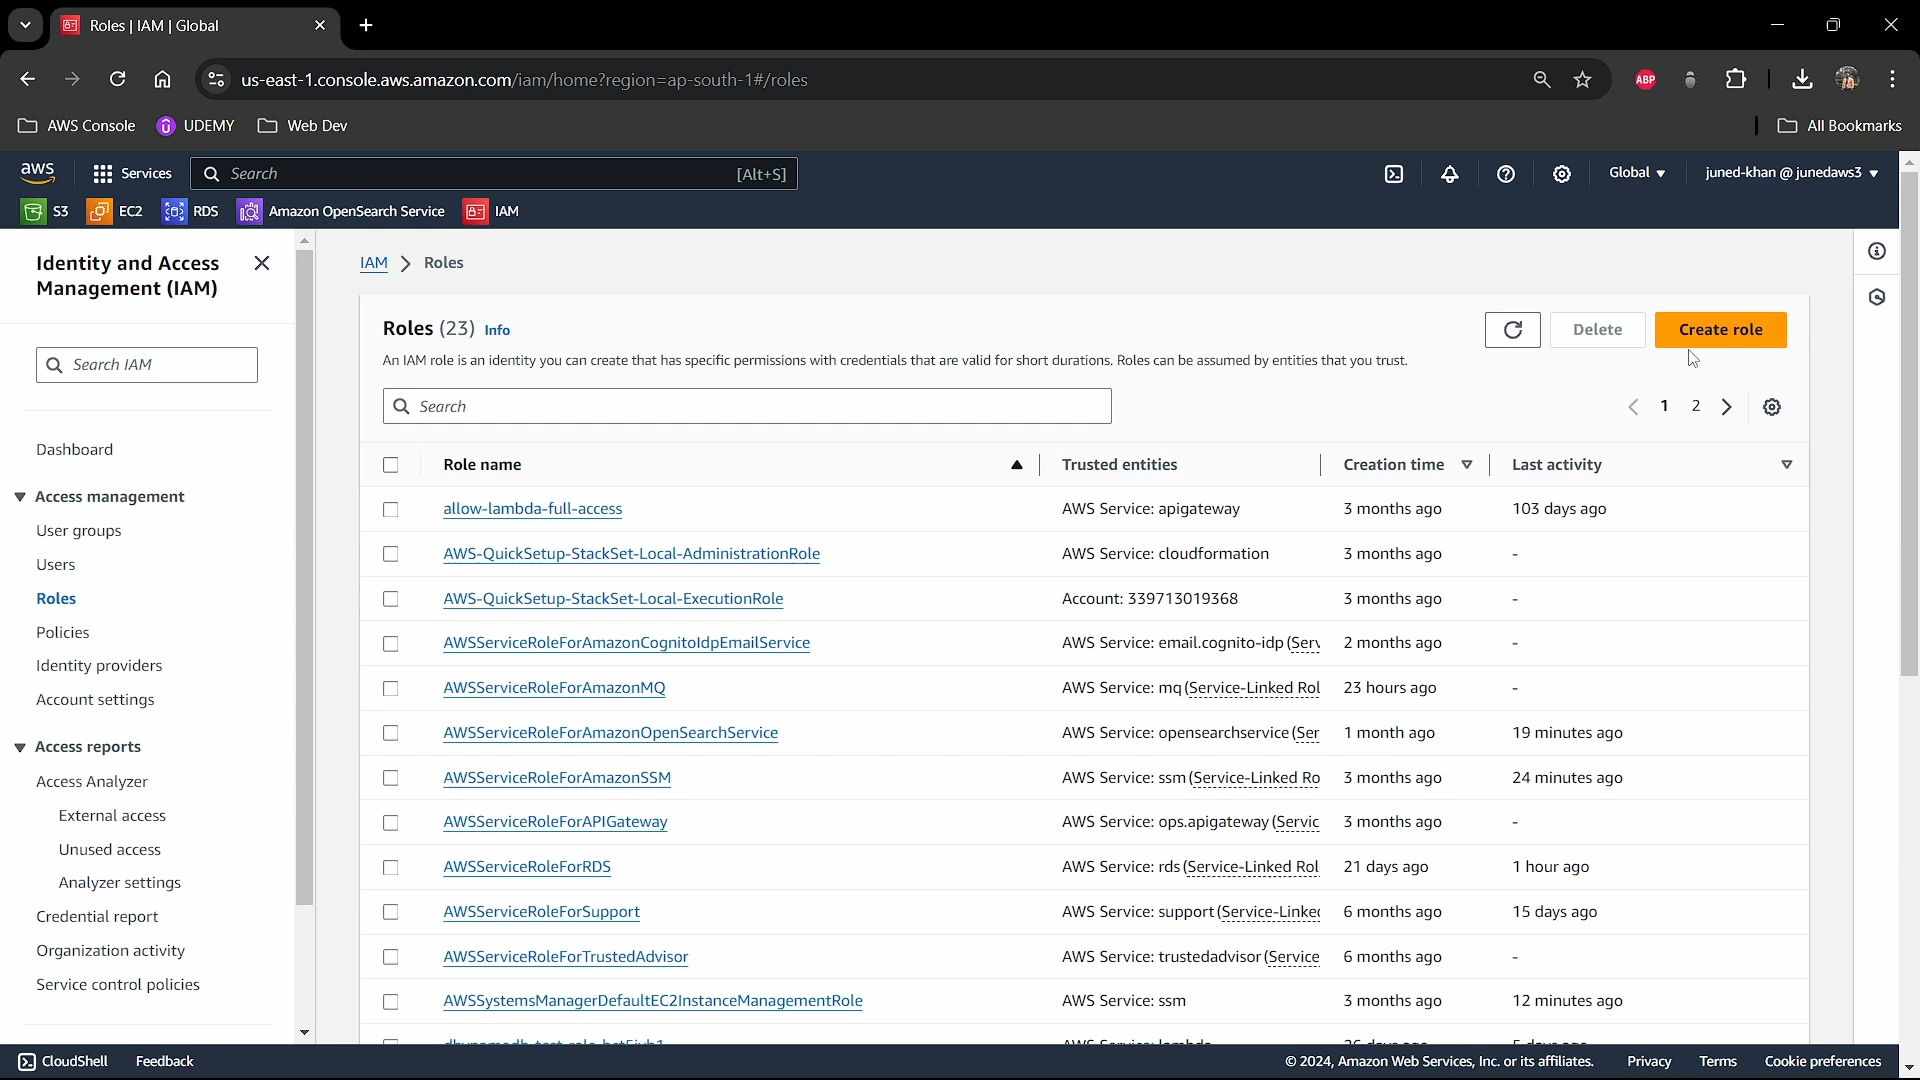 Roles | IAM | Global
us-east-1.console.aws.amazon.com/iam/home?region=ap-south-1#/roles
ABP
AWS Console UDEMY Web Dev All Bookmarks
aws Services Search [Alt+S] Global juned-khan @ junedaws3
S3 EC2 RDS Amazon OpenSearch Service IAM
Identity and Access
Management (IAM)
Search IAM
Dashboard
Access management
User groups
Users
Roles
Policies
Identity providers
Account settings
Access reports
Access Analyzer
External access
Unused access
Analyzer settings
Credential report
Organization activity
Service control policies
IAM > Roles
Roles (23) Info
Delete Create role
An IAM role is an identity you can create that has specific permissions with credentials that are valid for short durations. Roles can be assumed by entities that you trust.
Search
1 2
Role name Trusted entities Creation time Last activity
allow-lambda-full-access AWS Service: apigateway 3 months ago 103 days ago
AWS-QuickSetup-StackSet-Local-AdministrationRole AWS Service: cloudformation 3 months ago -
AWS-QuickSetup-StackSet-Local-ExecutionRole Account: 339713019368 3 months ago -
AWSServiceRoleForAmazonCognitoIdpEmailService AWS Service: email.cognito-idp (Serv 2 months ago -
AWSServiceRoleForAmazonMQ AWS Service: mq (Service-Linked Rol 23 hours ago -
AWSServiceRoleForAmazonOpenSearchService AWS Service: opensearchservice (Ser 1 month ago 19 minutes ago
AWSServiceRoleForAmazonSSM AWS Service: ssm (Service-Linked Ro 3 months ago 24 minutes ago
AWSServiceRoleForAPIGateway AWS Service: ops.apigateway (Servic 3 months ago -
AWSServiceRoleForRDS AWS Service: rds (Service-Linked Rol 21 days ago 1 hour ago
AWSServiceRoleForSupport AWS Service: support (Service-Linked 6 months ago 15 days ago
AWSServiceRoleForTrustedAdvisor AWS Service: trustedadvisor (Service 6 months ago -
AWSSystemsManagerDefaultEC2InstanceManagementRole AWS Service: ssm 3 months ago 12 minutes ago
CloudShell Feedback © 2024, Amazon Web Services, Inc. or its affiliates. Privacy Terms Cookie preferences